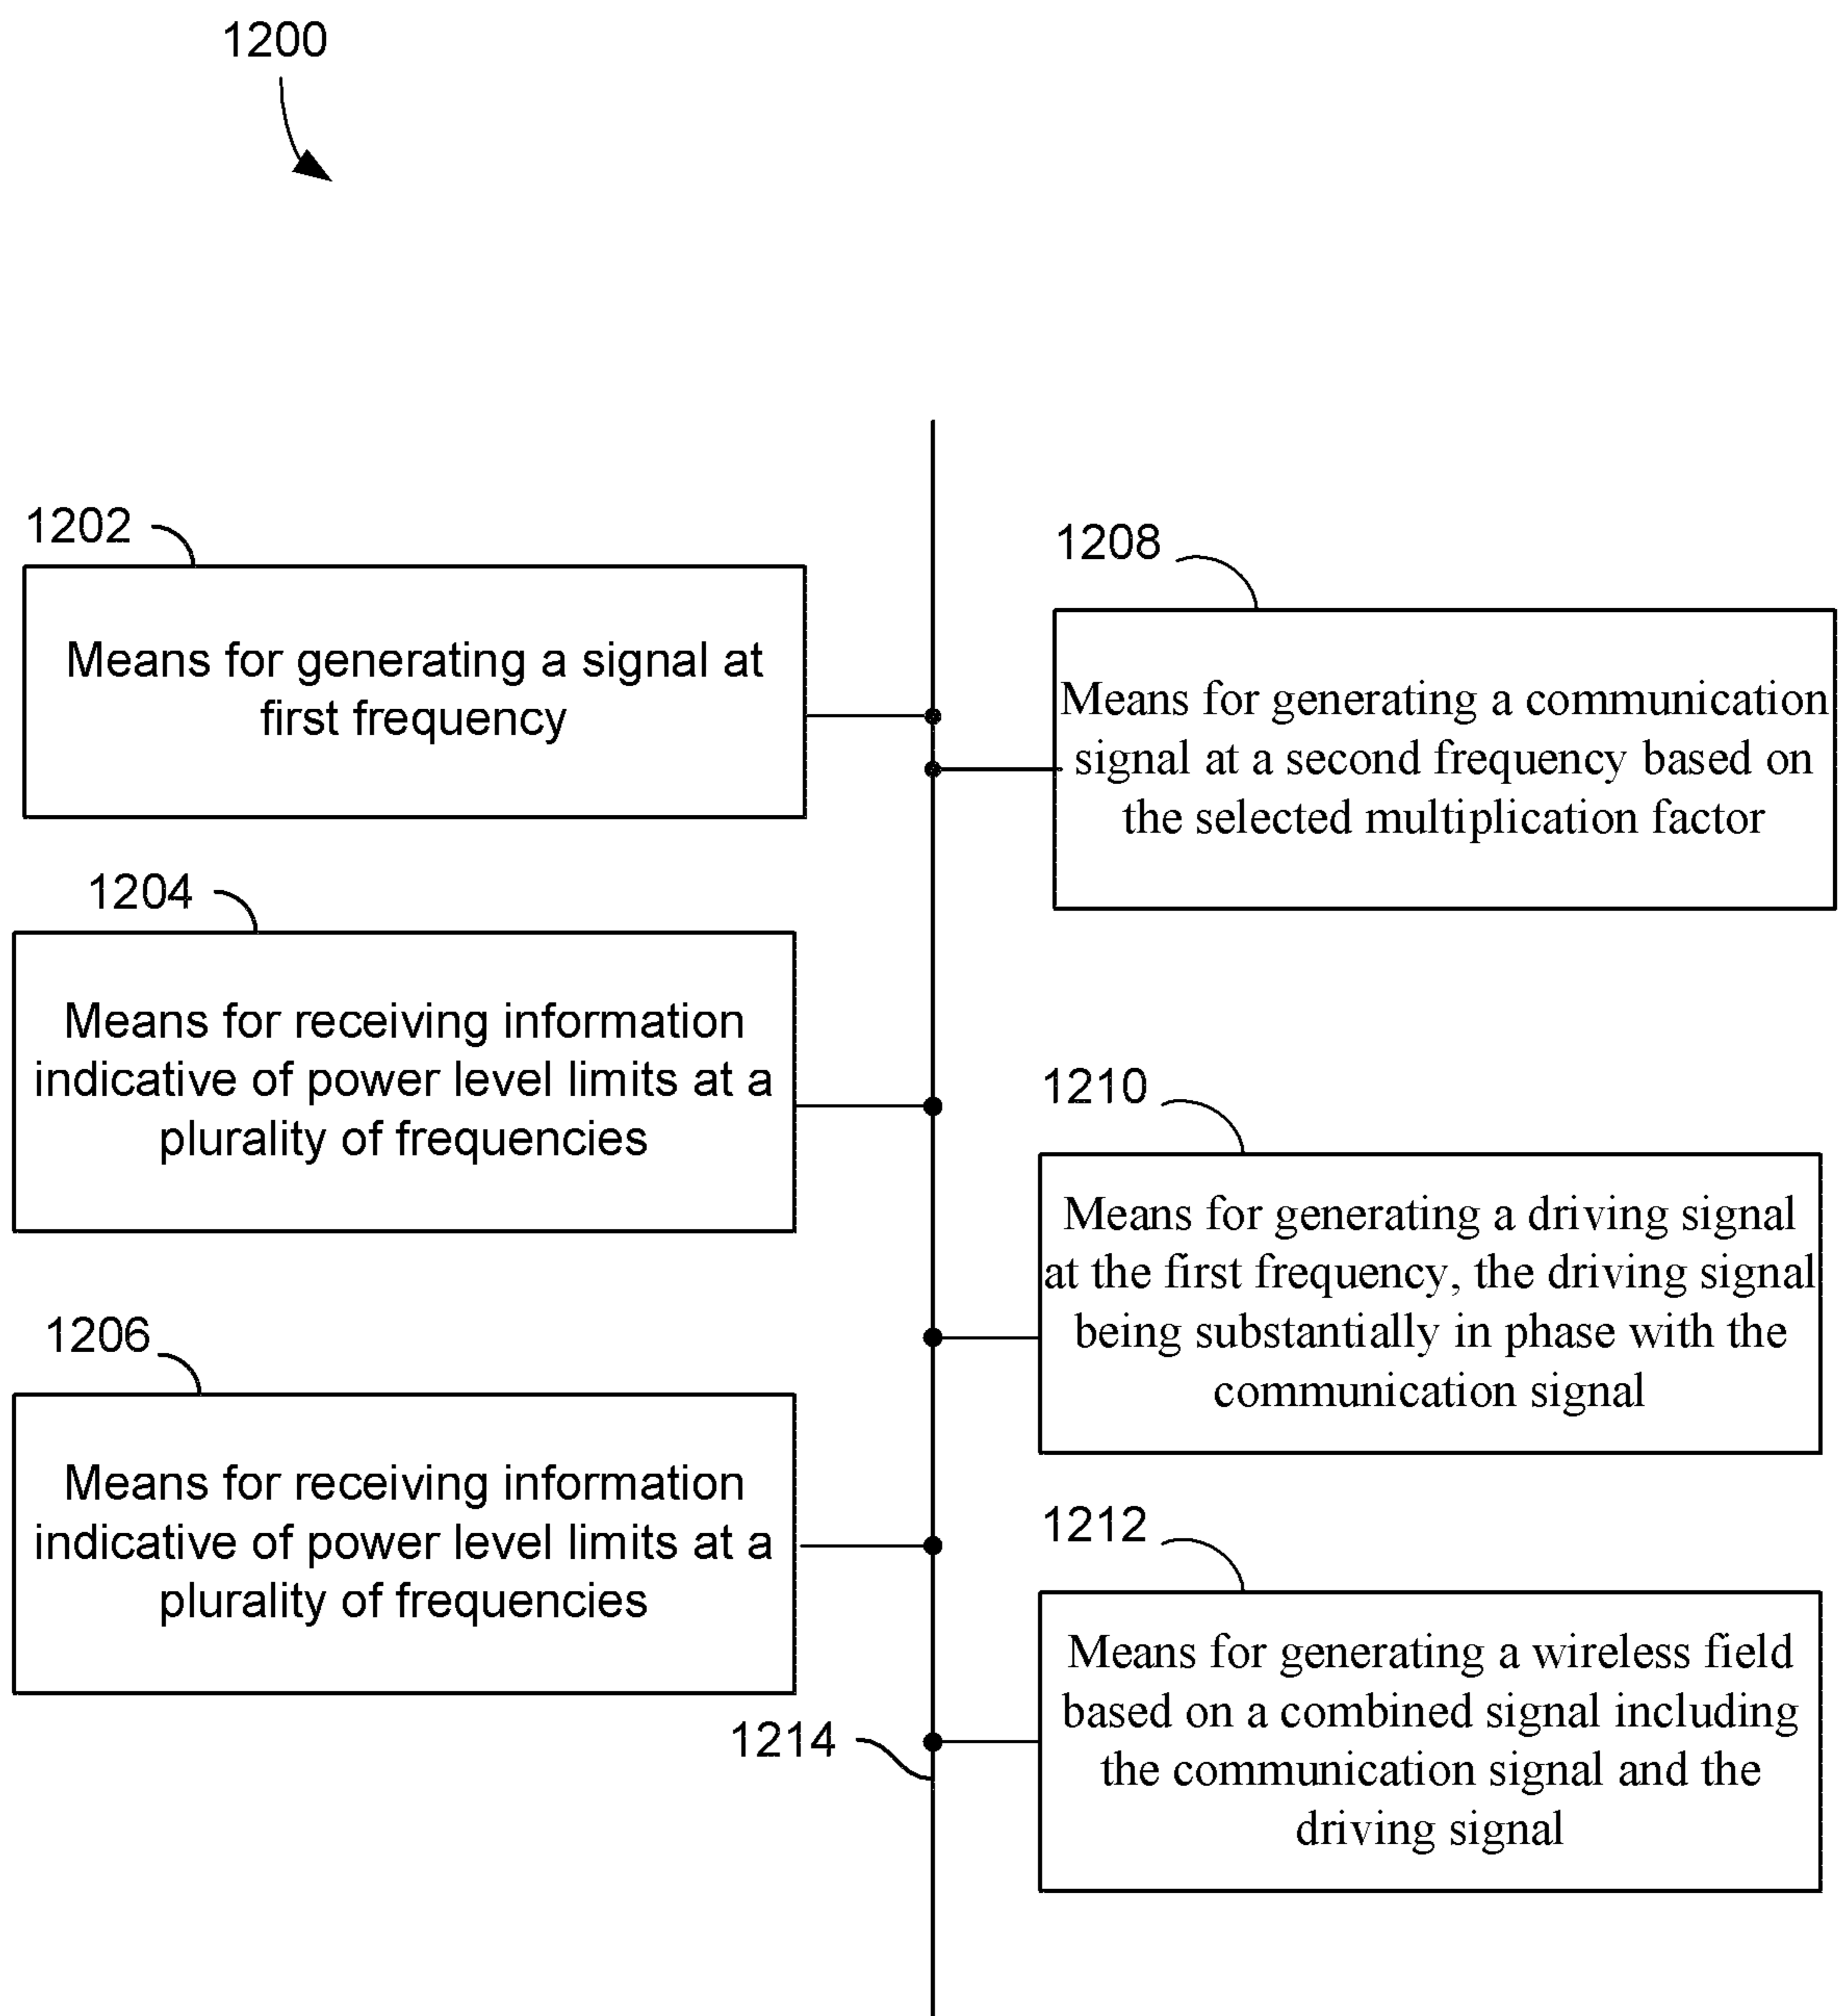 1200
1202
Means for generating a signal at
first frequency
1204
Means for receiving information
indicative of power level limits at a
plurality of frequencies
1206
Means for receiving information
indicative of power level limits at a
plurality of frequencies
1208
Means for generating a communication
signal at a second frequency based on
the selected multiplication factor
1210
Means for generating a driving signal
at the first frequency, the driving signal
being substantially in phase with the
communication signal
1212
Means for generating a wireless field
based on a combined signal including
the communication signal and the
driving signal
1214